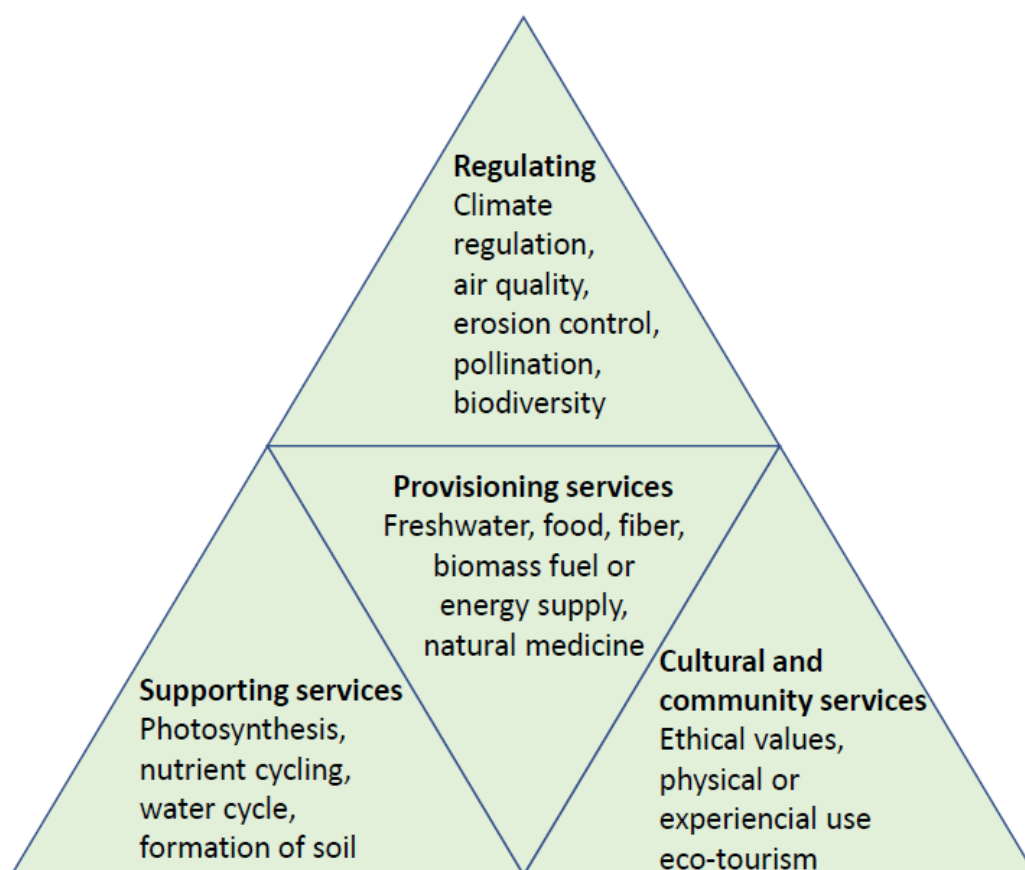 Regulating
Climate
regulation,
air quality,
erosion control,
pollination,
biodiversity
Provisioning services
Freshwater, food, fiber,
biomass fuel or
energy supply,
natural medicine
Supporting services
Photosynthesis,
nutrient cycling,
water cycle,
formation of soil
Cultural and
community services
Ethical values,
physical or
experiencial use
eco-tourism